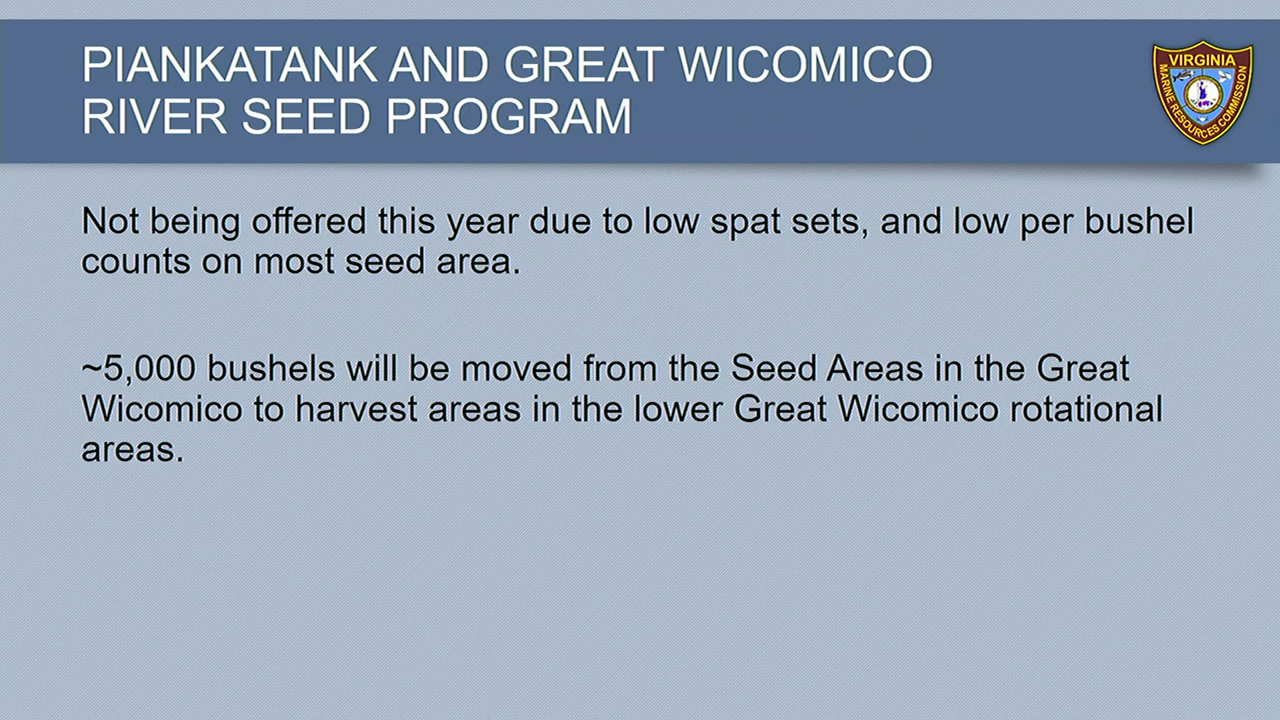 PIANKATANK AND GREAT WICOMICO
RIVER SEED PROGRAM
VIRGINIA
MARINE RESOURCES COMMISSION
Not being offered this year due to low spat sets, and low per bushel
counts on most seed area.
~5,000 bushels will be moved from the Seed Areas in the Great
Wicomico to harvest areas in the lower Great Wicomico rotational
areas.